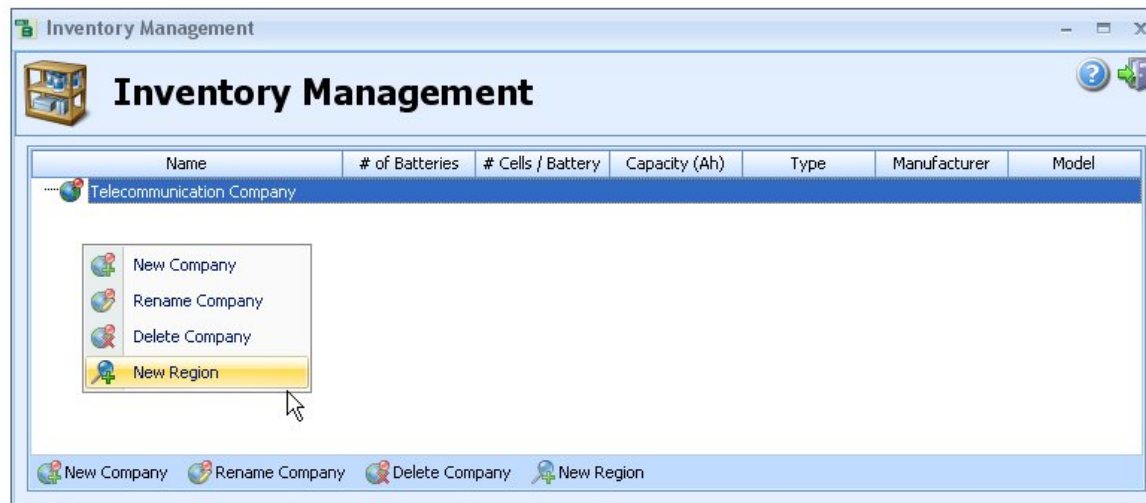 Inventory Management
Inventory Management
Name # of Batteries # Cells / Battery Capacity (Ah) Type Manufacturer Model
Telecommunication Company
New Company
Rename Company
Delete Company
New Region
New Company Rename Company Delete Company New Region